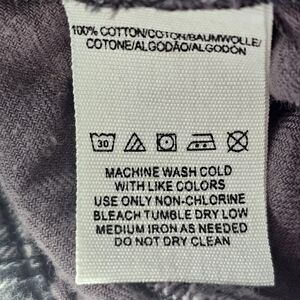 100% COTTON/COTON/BAUMWOLLE/
COTONE/ALGODÃO/ALGODÓN
30
MACHINE WASH COLD
WITH LIKE COLORS
USE ONLY NON-CHLORINE
BLEACH TUMBLE DRY LOW
MEDIUM IRON AS NEEDED
DO NOT DRY CLEAN